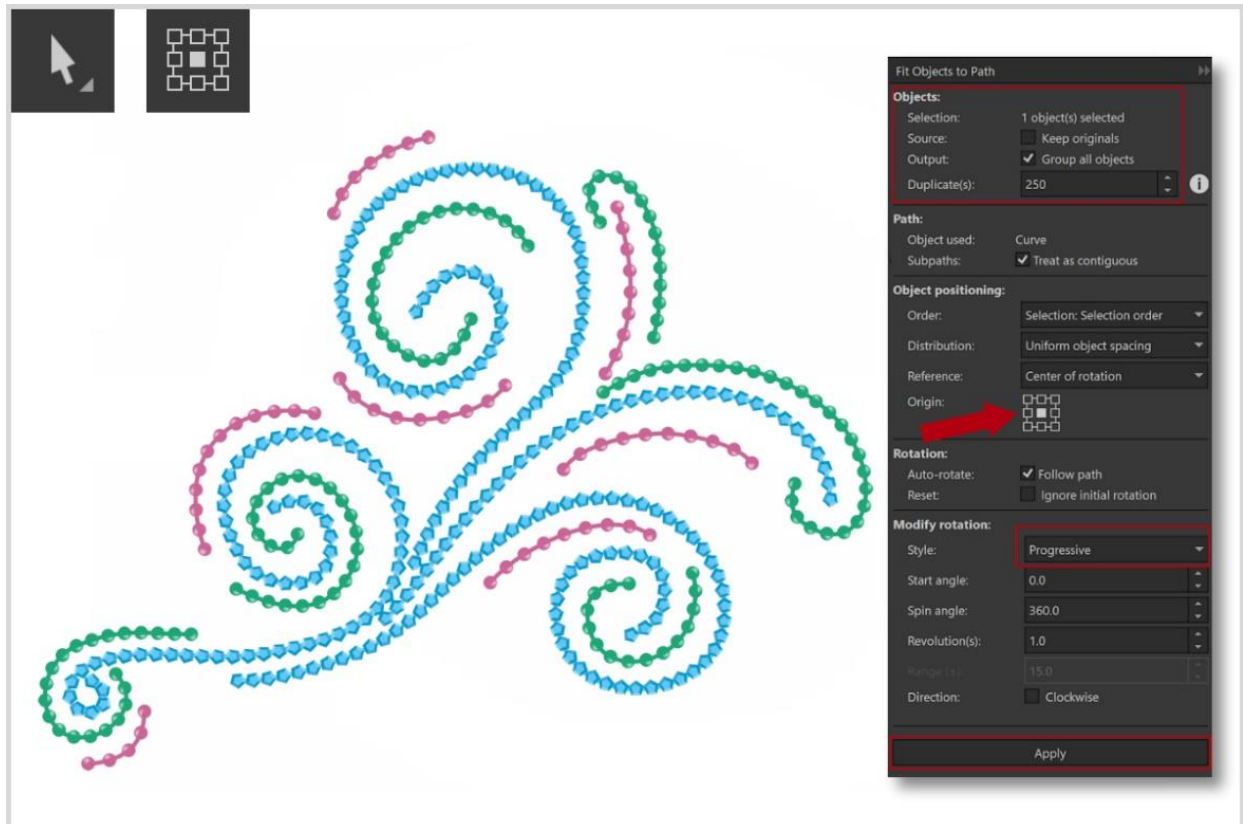 Fit Objects to Path
Objects:
Selection: 1 object(s) selected
Source: Keep originals
Output: Group all objects
Duplicate(s): 250
Path:
Object used: Curve
Subpaths: Treat as contiguous
Object positioning:
Order: Selection: Selection order
Distribution: Uniform object spacing
Reference: Center of rotation
Origin:
Rotation:
Auto-rotate: Follow path
Reset: Ignore initial rotation
Modify rotation:
Style: Progressive
Start angle: 0.0
Spin angle: 360.0
Revolution(s): 1.0
15.0
Direction: Clockwise
Apply